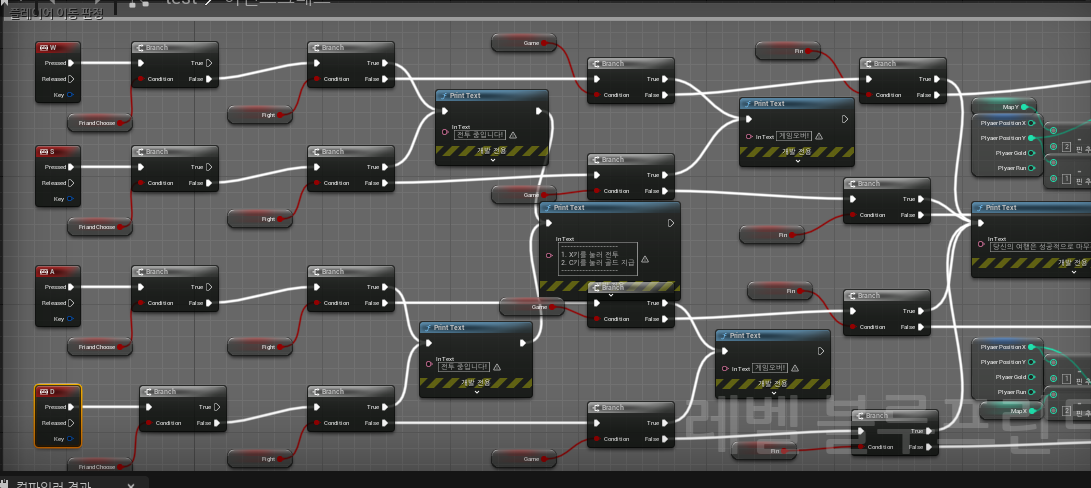 플레이어 이동 판정
W
Pressed
Released
Key
FriandChoose
Branch
Condition
True
False
Fight
Branch
Condition
True
False
Print Text
In Text
전투 중입니다!
개발 전용
Game
Branch
Condition
True
False
Print Text
In Text
게임오버!
개발 전용
Fin
Branch
Condition
True
False
Map Y
Plyaer Position X
Plyaer Position Y
Plyaer Gold
Plyaer Run
2
1
S
Pressed
Released
Key
FriandChoose
Branch
Condition
True
False
Fight
Branch
Condition
True
False
Game
Branch
Condition
True
False
Fin
Branch
Condition
True
False
Print Text
In Text
--------------------
1. X키를 눌러 전투
2. C키를 눌러 골드 지급
--------------------
Print Text
In Text
당신의 여행은 성공적으로 마무
개발 전용
A
Pressed
Released
Key
FriandChoose
Branch
Condition
True
False
Fight
Branch
Condition
True
False
Print Text
In Text
전투 중입니다!
개발 전용
Game
Branch
Condition
True
False
Print Text
In Text
게임오버!
개발 전용
Fin
Branch
Condition
True
False
Plyaer Position X
Plyaer Position Y
Plyaer Gold
Plyaer Run
Map X
1
2
D
Pressed
Released
Key
FriandChoose
Branch
Condition
True
False
Fight
Branch
Condition
True
False
Game
Branch
Condition
True
False
Fin
Branch
Condition
True
False
레벨 블루프린트
컴파일러 결과